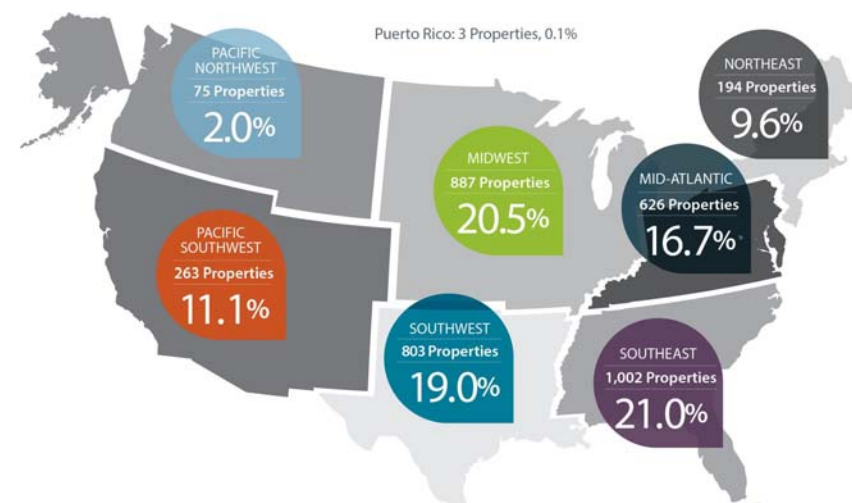 Puerto Rico: 3 Properties, 0.1%
PACIFIC
NORTHWEST
75 Properties
2.0%
NORTHEAST
194 Properties
9.6%
MIDWEST
887 Properties
20.5%
MID-ATLANTIC
626 Properties
16.7%
PACIFIC
SOUTHWEST
263 Properties
11.1%
SOUTHWEST
803 Properties
19.0%
SOUTHEAST
1,002 Properties
21.0%